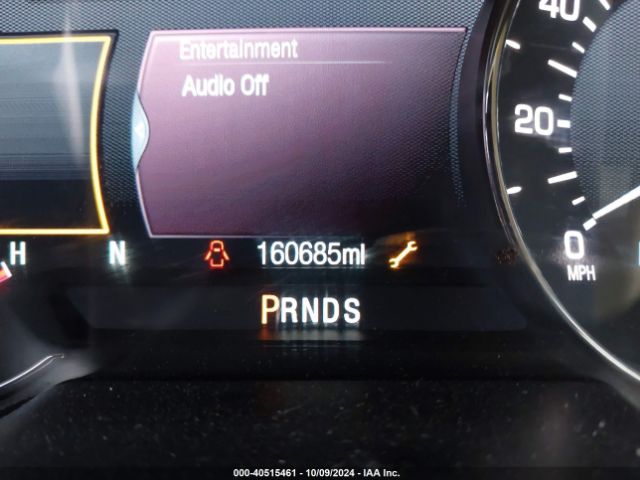 Entertainment
Audio Off
40
20
0
MPH
H
N
160685mi
PRNDS
000-40515461 - 10/09/2024 - IAA Inc.